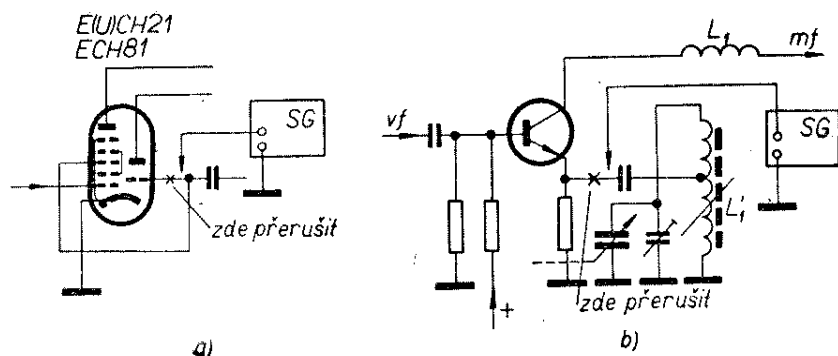 E(U)CH21
ECH81
SG
zde přerušit
a)
L₁
mf
vf
SG
L₁'
zde přerušit
+
b)